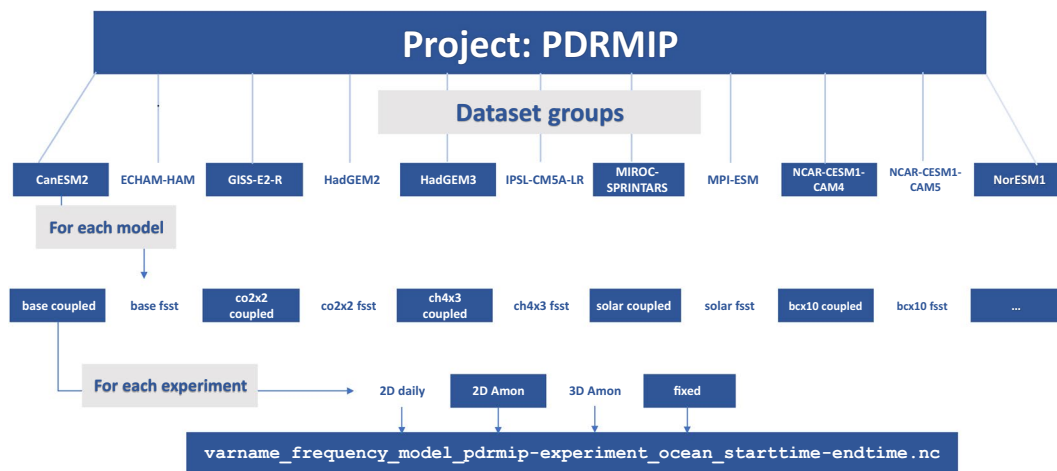 Project: PDRMIP
Dataset groups
CanESM2
ECHAM-HAM
GISS-E2-R
HadGEM2
HadGEM3
IPSL-CM5A-LR
MIROC-
SPRINTARS
MPI-ESM
NCAR-CESM1-
CAM4
NCAR-CESM1-
CAM5
NorESM1
For each model
base coupled
base fsst
co2x2
coupled
co2x2 fsst
ch4x3
coupled
ch4x3 fsst
solar coupled
solar fsst
bcx10 coupled
bcx10 fsst
...
For each experiment
2D daily
2D Amon
3D Amon
fixed
varname_frequency_model_pdrmip-experiment_ocean_starttime-endtime.nc